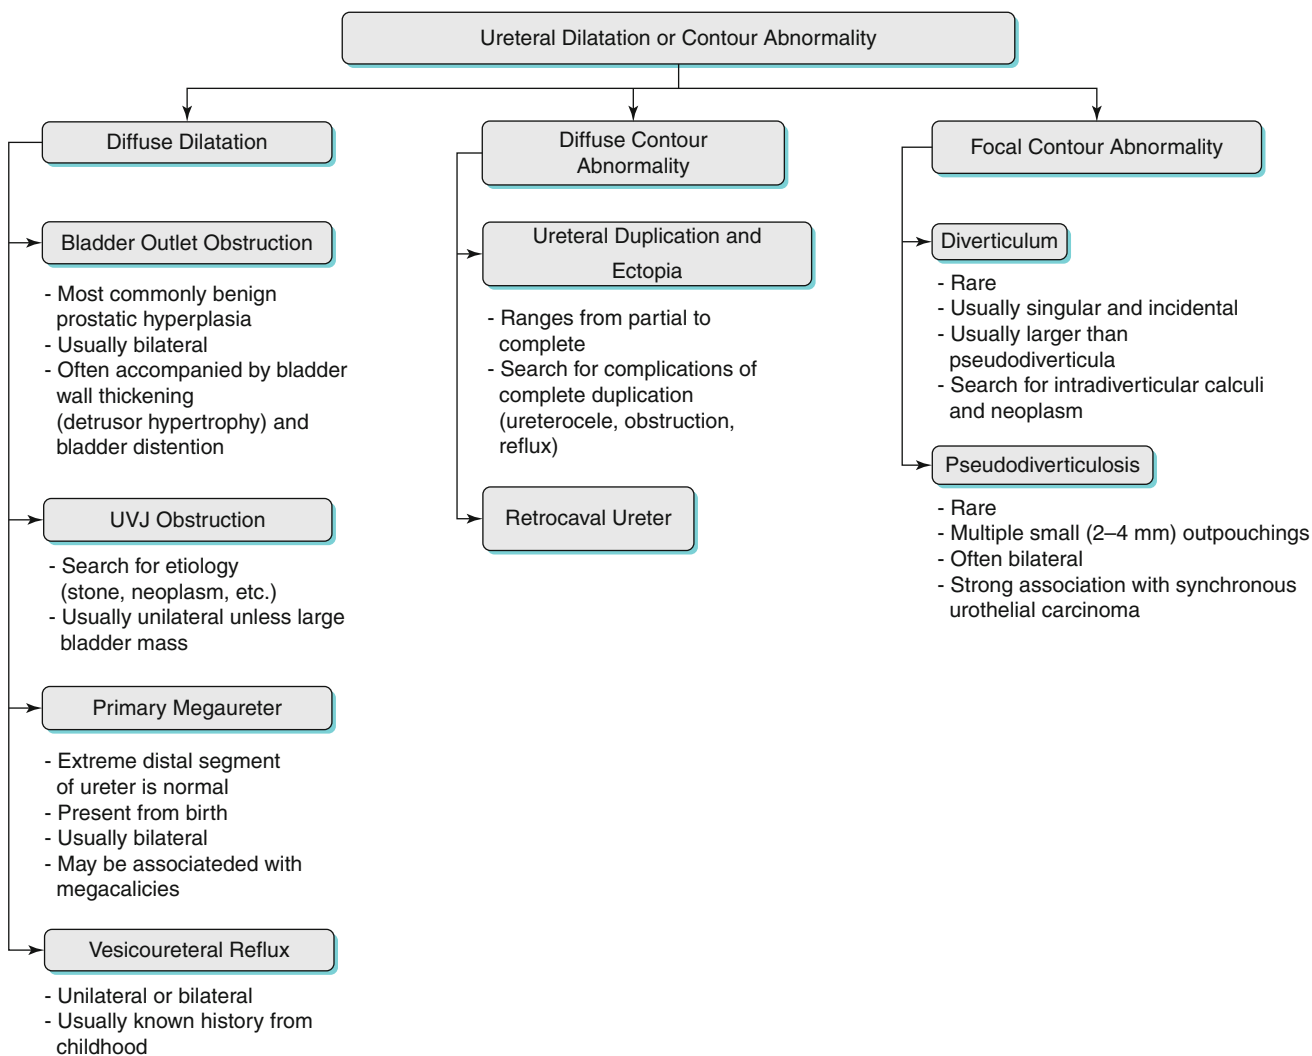 Ureteral Dilatation or Contour Abnormality
Diffuse Dilatation
Bladder Outlet Obstruction
- Most commonly benign
prostatic hyperplasia
- Usually bilateral
- Often accompanied by bladder
wall thickening
(detrusor hypertrophy) and
bladder distention
UVJ Obstruction
- Search for etiology
(stone, neoplasm, etc.)
- Usually unilateral unless large
bladder mass
Primary Megaureter
- Extreme distal segment
of ureter is normal
- Present from birth
- Usually bilateral
- May be associateded with
megacalicies
Vesicoureteral Reflux
- Unilateral or bilateral
- Usually known history from
childhood
Diffuse Contour
Abnormality
Ureteral Duplication and
Ectopia
- Ranges from partial to
complete
- Search for complications of
complete duplication
(ureterocele, obstruction,
reflux)
Retrocaval Ureter
Focal Contour Abnormality
Diverticulum
- Rare
- Usually singular and incidental
- Usually larger than
pseudodiverticula
- Search for intradiverticular calculi
and neoplasm
Pseudodiverticulosis
- Rare
- Multiple small (2–4 mm) outpouchings
- Often bilateral
- Strong association with synchronous
urothelial carcinoma